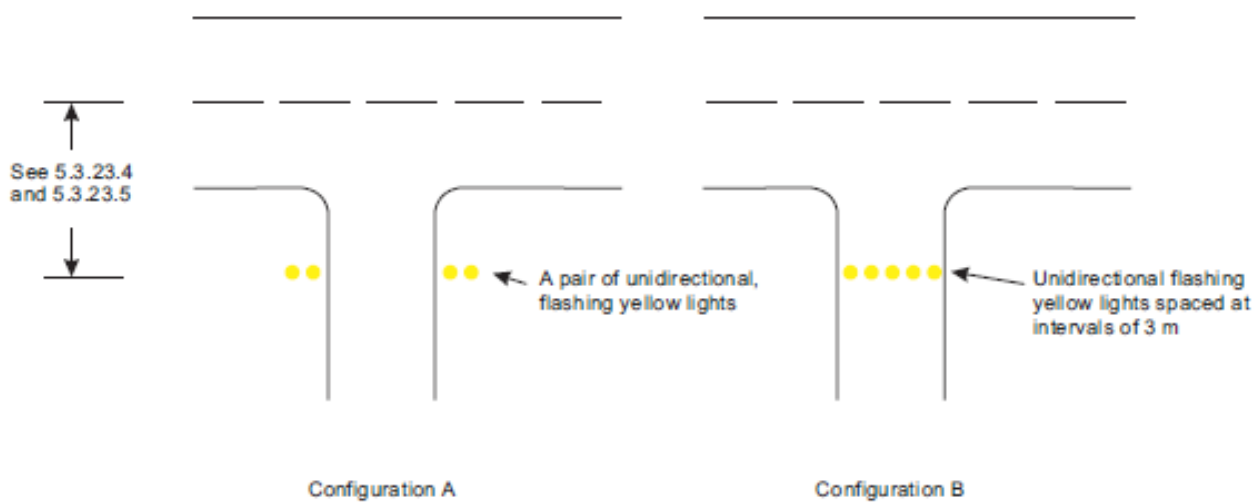 See 5.3.23.4
and 5.3.23.5
A pair of unidirectional,
flashing yellow lights
Unidirectional flashing
yellow lights spaced at
intervals of 3 m
Configuration A
Configuration B